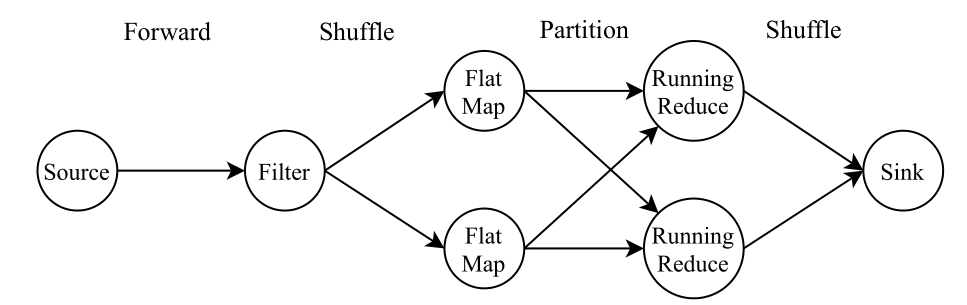 Forward
Shuffle
Partition
Shuffle
Source
Filter
Flat
Map
Flat
Map
Running
Reduce
Running
Reduce
Sink